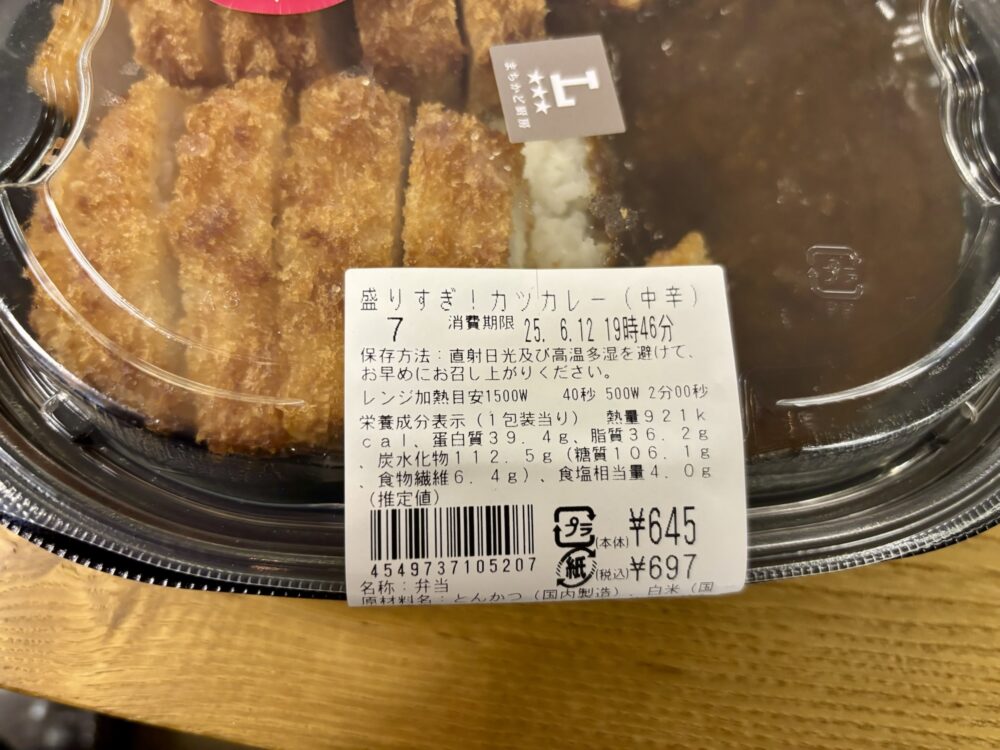 L
★★★
まちかど厨房
盛りすぎ！カツカレー（中辛）
7 消費期限 25. 6.12 19時46分
保存方法：直射日光及び高温多湿を避けて、
お早めにお召し上がりください。
レンジ加熱目安1500W 40秒 500W 2分00秒
栄養成分表示（1包装当り） 熱量921k
cal、蛋白質39.4g、脂質36.2g
、炭水化物112.5g（糖質106.1g
、食物繊維6.4g）、食塩相当量4.0g
（推定値）
プラ (本体) ¥645
紙 (税込) ¥697
4549737105207
名称：弁当
原材料名：とんかつ（国内製造）、白米（国
プラ